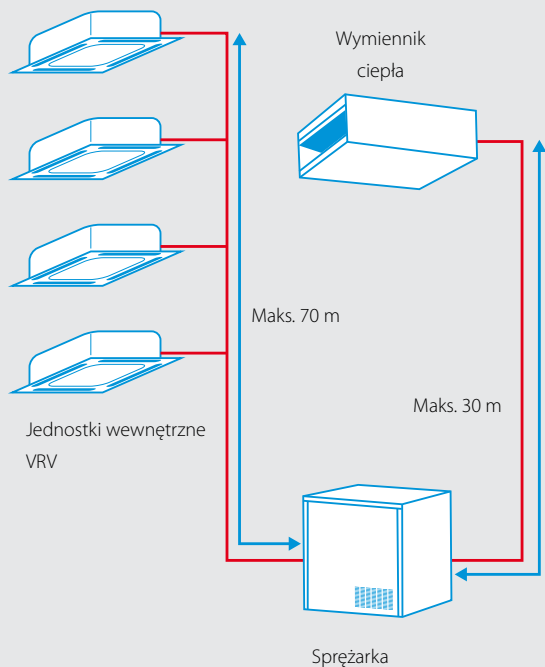 Wymiennik
ciepła
Maks. 70 m
Maks. 30 m
Jednostki wewnętrzne
VRV
Sprężarka